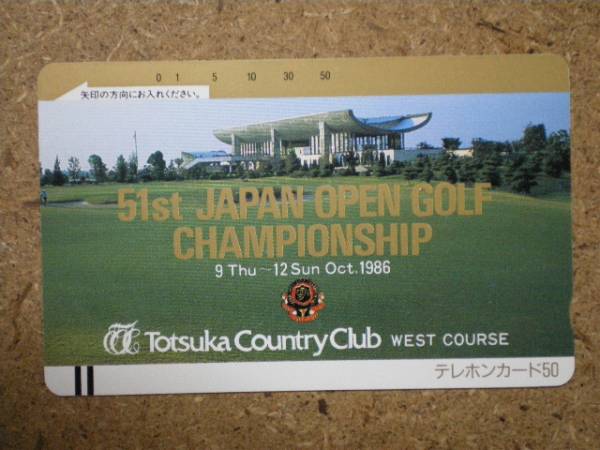 0 1 5 10 30 50
矢印の方向にお入れください。
51st JAPAN OPEN GOLF
CHAMPIONSHIP
9 Thu~12 Sun Oct. 1986
Totsuka Country Club WEST COURSE
テレホンカード50